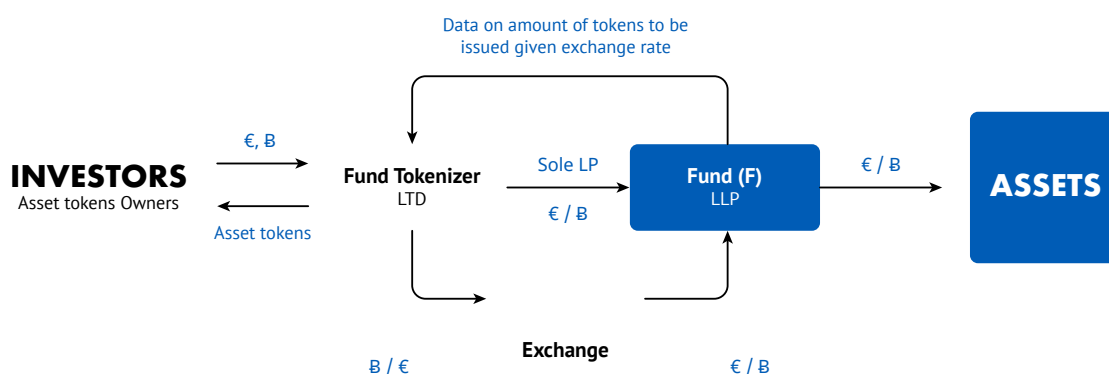 Data on amount of tokens to be
issued given exchange rate
€, Ƀ
INVESTORS
Asset tokens Owners
Asset tokens
Fund Tokenizer
LTD
Sole LP
€ / Ƀ
Fund (F)
LLP
€ / Ƀ
ASSETS
Exchange
Ƀ / €
€ / Ƀ